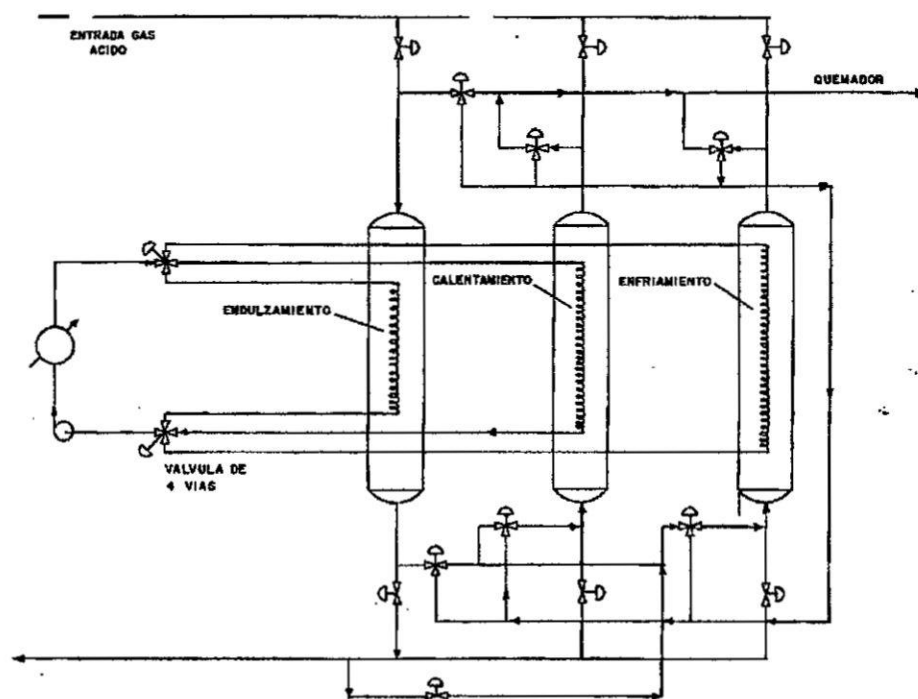 ENTRADA GAS
ACIDO
QUEMADOR
CALENTAMIENTO
ENFRIAMIENTO
ENDULZAMIENTO
VALVULA DE
4 VIAS